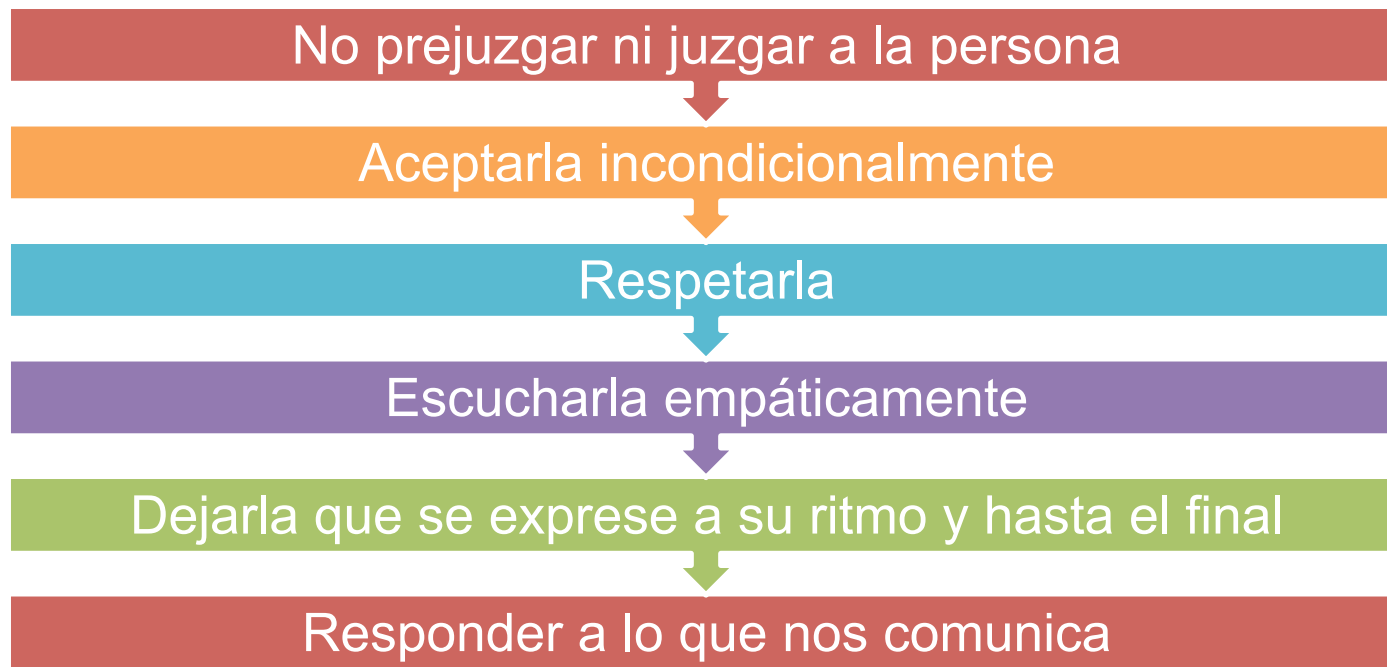 No prejuzgar ni juzgar a la persona
Aceptarla incondicionalmente
Respetarla
Escucharla empáticamente
Dejarla que se exprese a su ritmo y hasta el final
Responder a lo que nos comunica